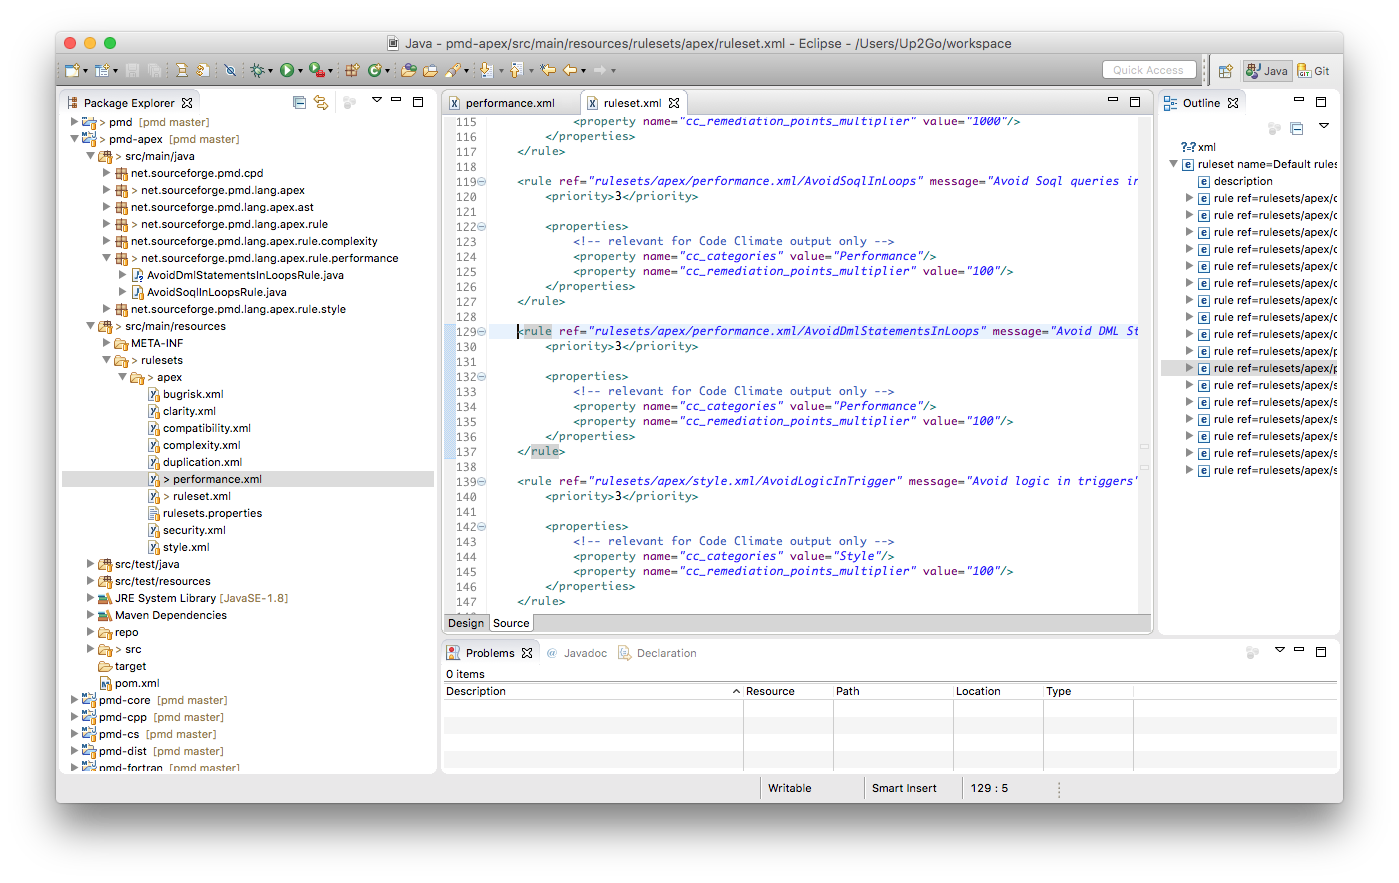 Java - pmd-apex/src/main/resources/rulesets/apex/ruleset.xml - Eclipse - /Users/Up2Go/workspace
Quick Access
Java
Git
Package Explorer
> pmd [pmd master]
> pmd-apex [pmd master]
> src/main/java
net.sourceforge.pmd.cpd
> net.sourceforge.pmd.lang.apex
net.sourceforge.pmd.lang.apex.ast
> net.sourceforge.pmd.lang.apex.rule
net.sourceforge.pmd.lang.apex.rule.complexity
> net.sourceforge.pmd.lang.apex.rule.performance
AvoidDmlStatementsInLoopsRule.java
AvoidSoqlInLoopsRule.java
net.sourceforge.pmd.lang.apex.rule.style
> src/main/resources
META-INF
> rulesets
> apex
bugrisk.xml
clarity.xml
compatibility.xml
complexity.xml
duplication.xml
> performance.xml
> ruleset.xml
rulesets.properties
security.xml
style.xml
src/test/java
src/test/resources
JRE System Library [JavaSE-1.8]
Maven Dependencies
repo
> src
target
pom.xml
pmd-core [pmd master]
pmd-cpp [pmd master]
pmd-cs [pmd master]
pmd-dist [pmd master]
pmd-fortran [pmd master]
performance.xml
ruleset.xml
115 <property name="cc_remediation_points_multiplier" value="1000"/>
116 </properties>
117 </rule>
118
119 <rule ref="rulesets/apex/performance.xml/AvoidSoqlInLoops" message="Avoid Soql queries in
120 <priority>3</priority>
121
122 <properties>
123 <!-- relevant for Code Climate output only -->
124 <property name="cc_categories" value="Performance"/>
125 <property name="cc_remediation_points_multiplier" value="100"/>
126 </properties>
127 </rule>
128
129 <rule ref="rulesets/apex/performance.xml/AvoidDmlStatementsInLoops" message="Avoid DML St
130 <priority>3</priority>
131
132 <properties>
133 <!-- relevant for Code Climate output only -->
134 <property name="cc_categories" value="Performance"/>
135 <property name="cc_remediation_points_multiplier" value="100"/>
136 </properties>
137 </rule>
138
139 <rule ref="rulesets/apex/style.xml/AvoidLogicInTrigger" message="Avoid logic in triggers"
140 <priority>3</priority>
141
142 <properties>
143 <!-- relevant for Code Climate output only -->
144 <property name="cc_categories" value="Style"/>
145 <property name="cc_remediation_points_multiplier" value="100"/>
146 </properties>
147 </rule>
Design
Source
Outline
?=? xml
ruleset name=Default rules
description
rule ref=rulesets/apex/c
rule ref=rulesets/apex/c
rule ref=rulesets/apex/c
rule ref=rulesets/apex/c
rule ref=rulesets/apex/c
rule ref=rulesets/apex/c
rule ref=rulesets/apex/c
rule ref=rulesets/apex/c
rule ref=rulesets/apex/c
rule ref=rulesets/apex/p
rule ref=rulesets/apex/p
rule ref=rulesets/apex/s
rule ref=rulesets/apex/s
rule ref=rulesets/apex/s
rule ref=rulesets/apex/s
rule ref=rulesets/apex/s
rule ref=rulesets/apex/s
Problems
@ Javadoc
Declaration
0 items
Description Resource Path Location Type
Writable
Smart Insert
129 : 5